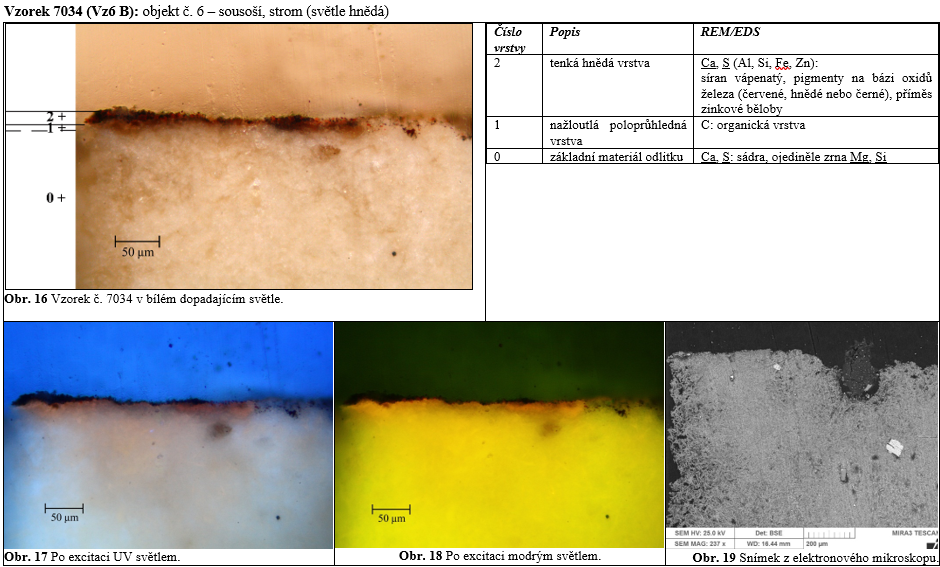 Vzorek 7034 (Vz6 B): objekt č. 6 – sousoší, strom (světle hnědá)
2 +
1 +
0 +
50 µm
Obr. 16 Vzorek č. 7034 v bílém dopadajícím světle.
Číslo vrstvy Popis REM/EDS
2 tenká hnědá vrstva Ca, S (Al, Si, Fe, Zn):
síran vápenatý, pigmenty na bázi oxidů
železa (červené, hnědé nebo černé), příměs
zinkové běloby
1 nažloutlá poloprůhledná C: organická vrstva
vrstva
0 základní materiál odlitku Ca, S: sádra, ojediněle zrna Mg, Si
50 µm
Obr. 17 Po excitaci UV světlem.
50 µm
Obr. 18 Po excitaci modrým světlem.
SEM HV: 25.0 kV Det: BSE MIRA3 TESCAN
SEM MAG: 237 x WD: 16.44 mm 200 µm
Obr. 19 Snímek z elektronového mikroskopu.